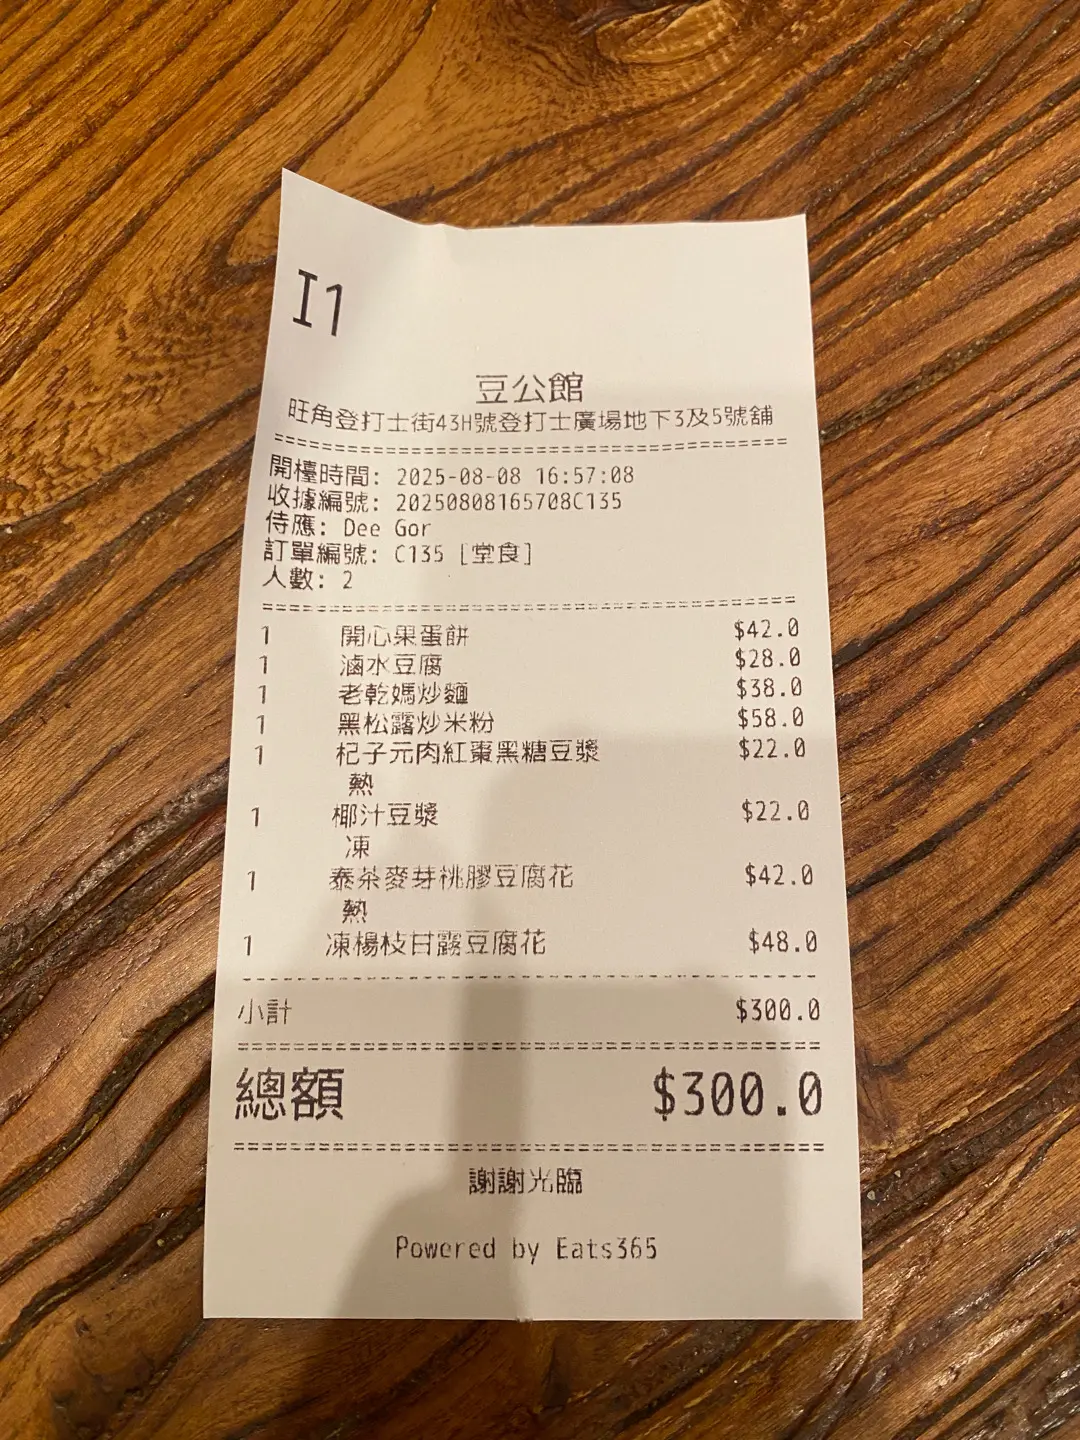 I1
豆公館
旺角登打士街43H號登打士廣場地下3及5號舖
開檯時間: 2025-08-08 16:57:08
收據編號: 20250808165708C135
侍應: Dee Gor
訂單編號: C135 [堂食]
人數: 2
1 開心果蛋餅 $42.0
1 滷水豆腐 $28.0
1 老乾媽炒麵 $38.0
1 黑松露炒米粉 $58.0
1 杞子元肉紅棗黑糖豆漿 $22.0
熱
1 椰汁豆漿 $22.0
凍
1 泰茶麥芽桃膠豆腐花 $42.0
熱
1 凍楊枝甘露豆腐花 $48.0
小計 $300.0
總額 $300.0
謝謝光臨
Powered by Eats365